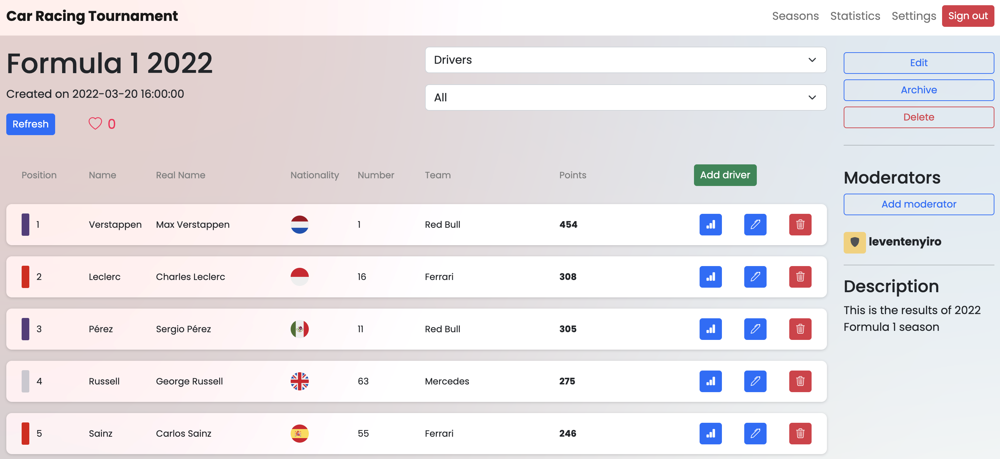 Car Racing Tournament
Seasons Statistics Settings Sign out
Formula 1 2022
Created on 2022-03-20 16:00:00
Refresh 0
Drivers
All
Position Name Real Name Nationality Number Team Points Add driver
1 Verstappen Max Verstappen 1 Red Bull 454
2 Leclerc Charles Leclerc 16 Ferrari 308
3 Pérez Sergio Pérez 11 Red Bull 305
4 Russell George Russell 63 Mercedes 275
5 Sainz Carlos Sainz 55 Ferrari 246
Edit
Archive
Delete
Moderators
Add moderator
leventenyiro
Description
This is the results of 2022
Formula 1 season